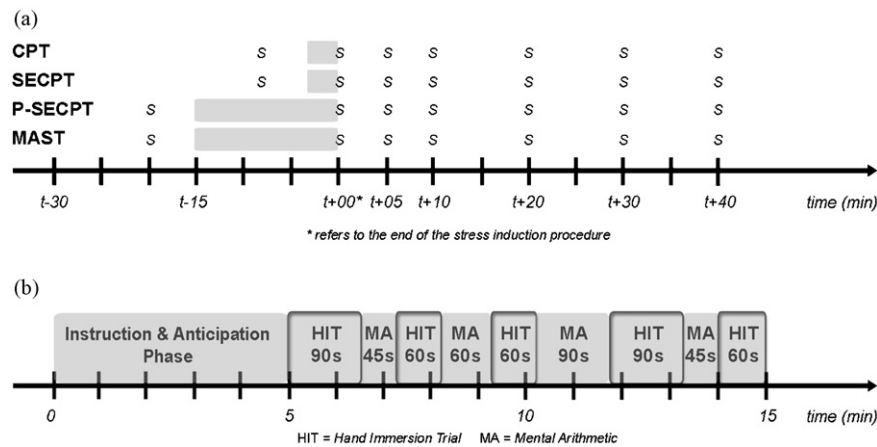 (a)
CPT S S S S S S S
SECPT S S S S S S S
P-SECPT S S S S S S S
MAST S S S S S S S
t-30 t-15 t+00* t+05 t+10 t+20 t+30 t+40 time (min)
* refers to the end of the stress induction procedure
(b)
Instruction & Anticipation HIT MA HIT MA HIT MA HIT MA HIT
Phase 90s 45s 60s 60s 60s 90s 90s 45s 60s
0 5 10 15 time (min)
HIT = Hand Immersion Trial MA = Mental Arithmetic